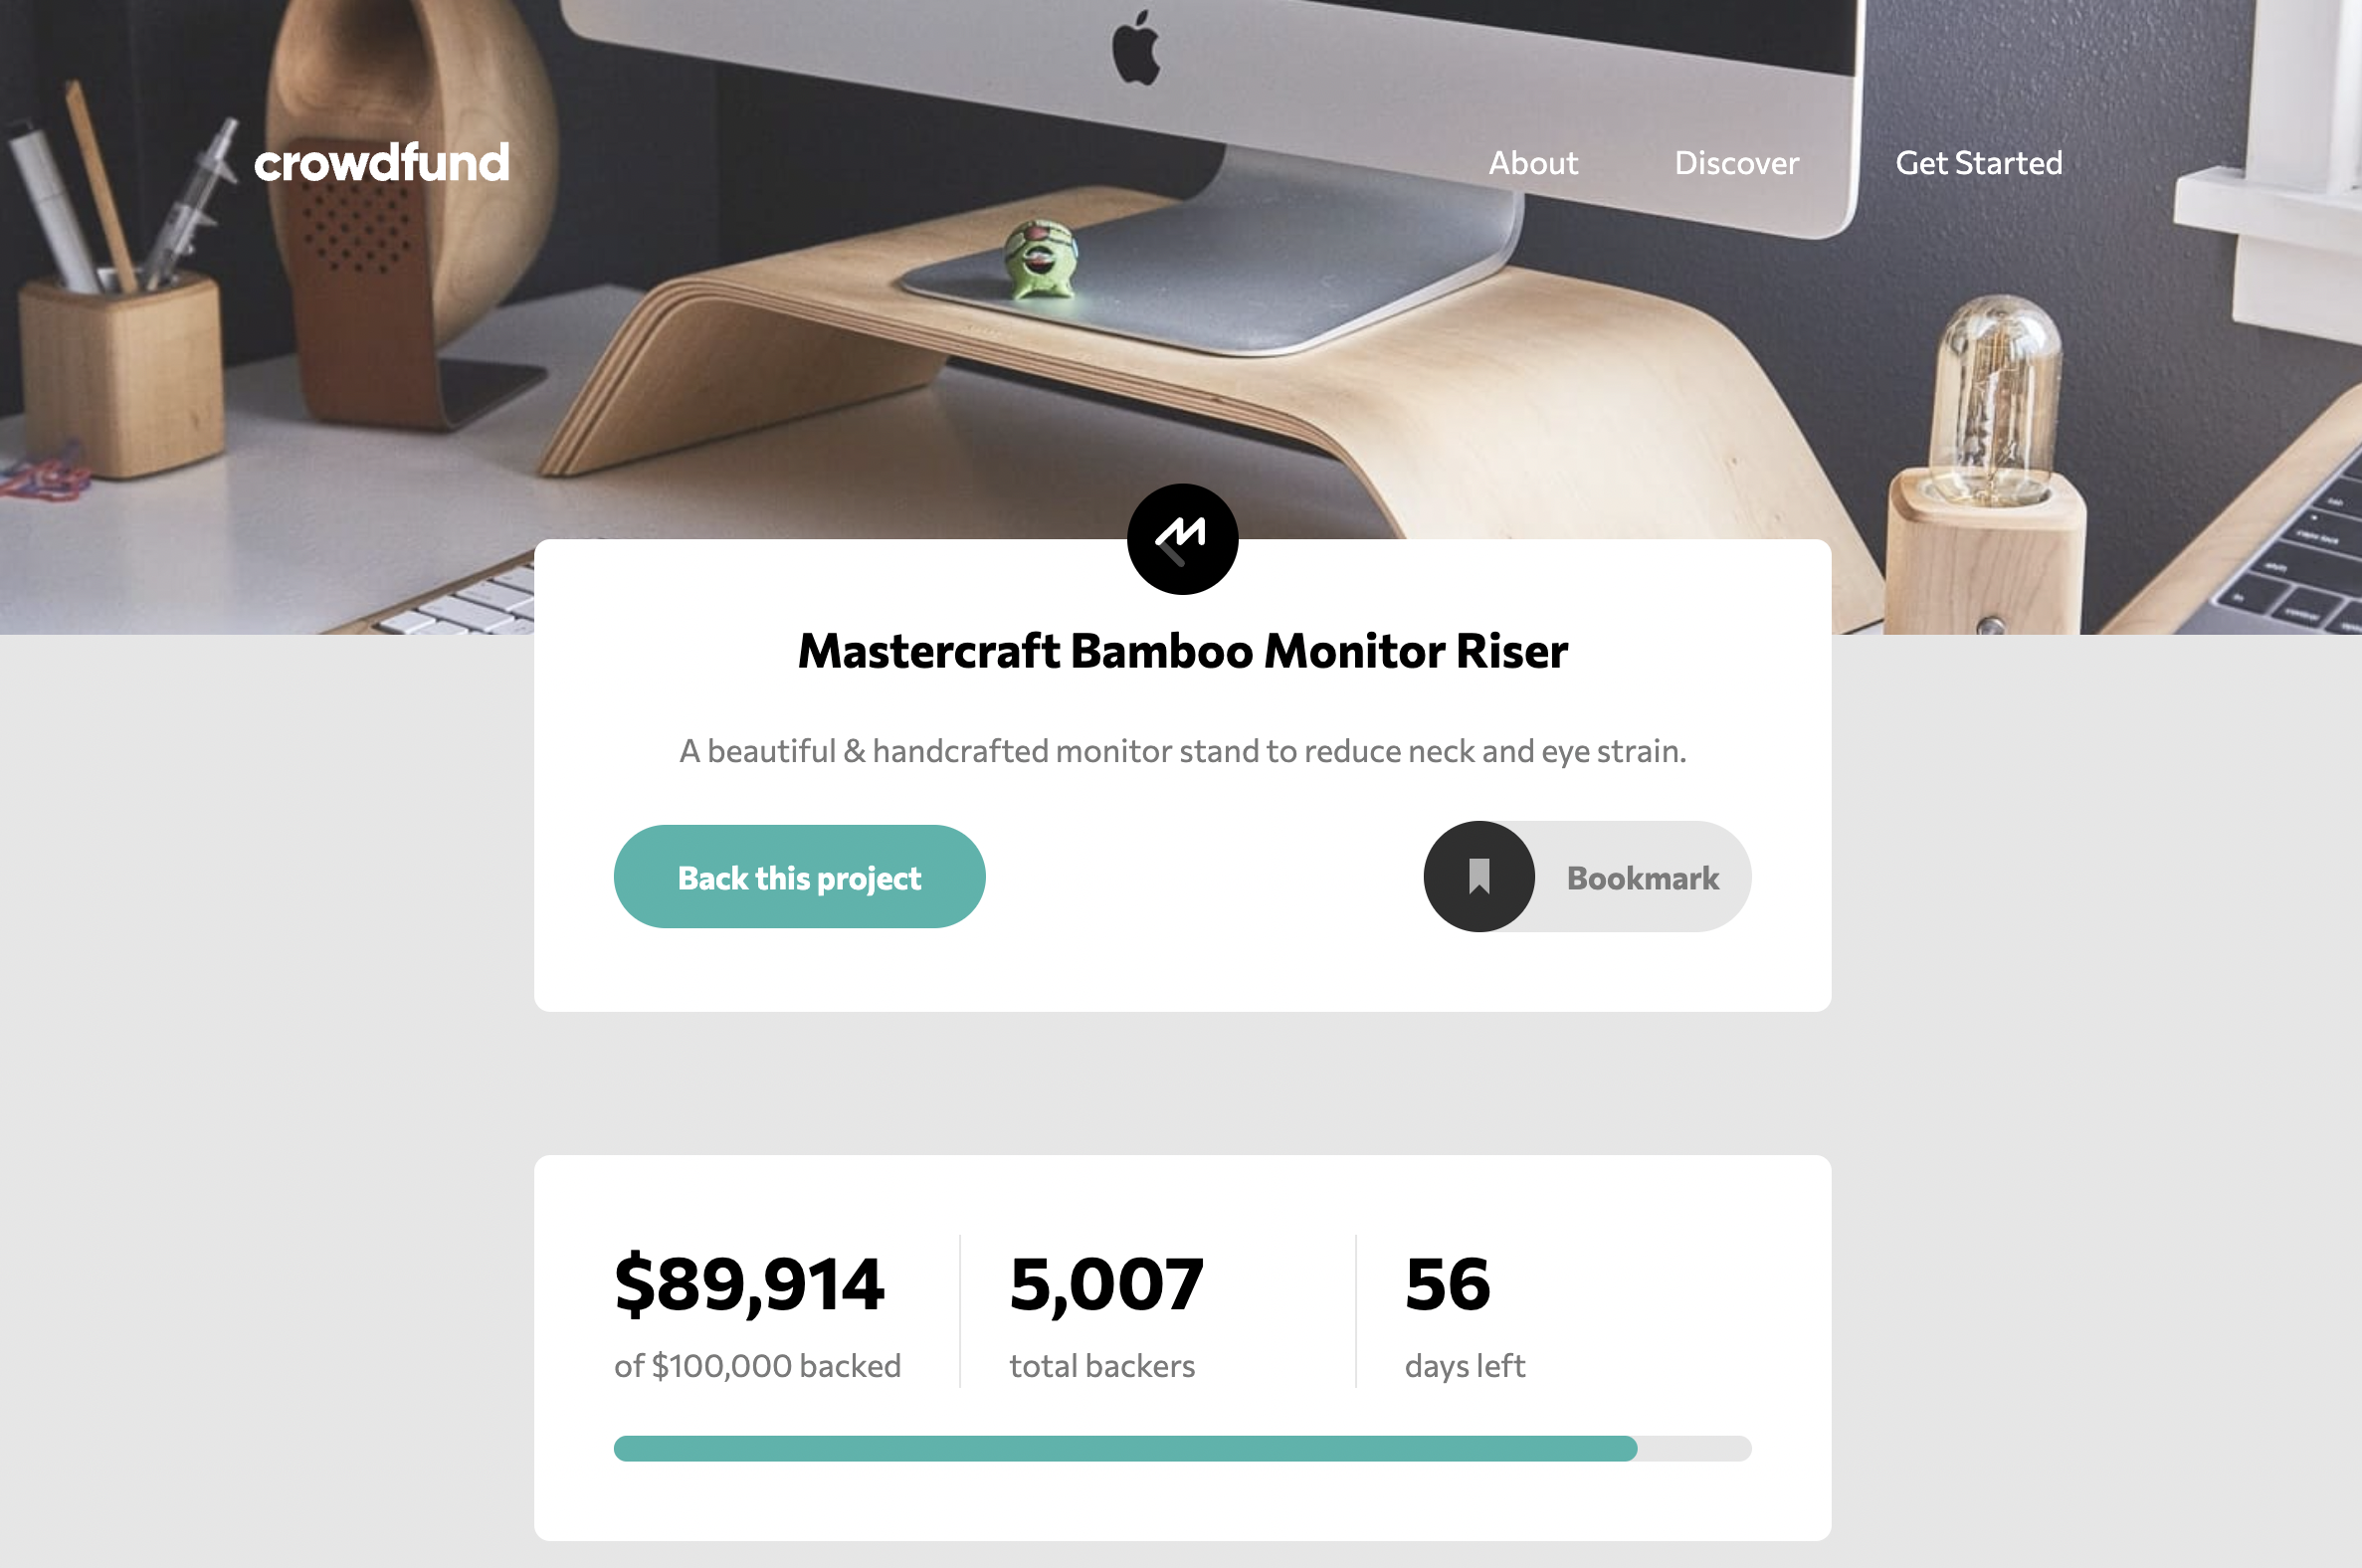 crowdfund
About
Discover
Get Started
Mastercraft Bamboo Monitor Riser
A beautiful & handcrafted monitor stand to reduce neck and eye strain.
Back this project
Bookmark
$89,914
5,007
56
of $100,000 backed
total backers
days left